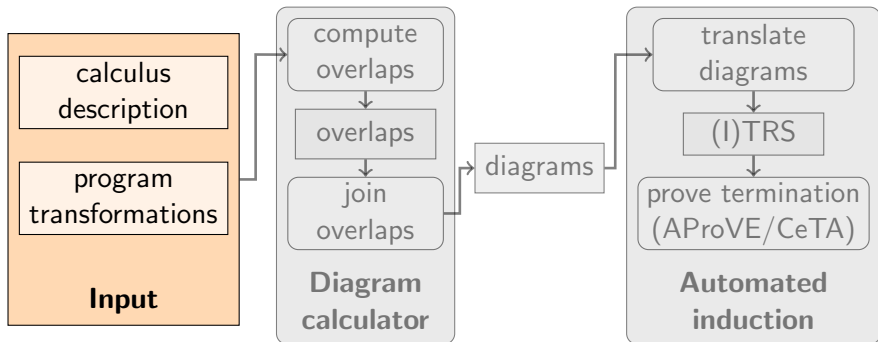 calculus
description
program
transformations
Input
compute
overlaps
overlaps
join
overlaps
Diagram
calculator
diagrams
translate
diagrams
(I)TRS
prove termination
(AProVE/CeTA)
Automated
induction